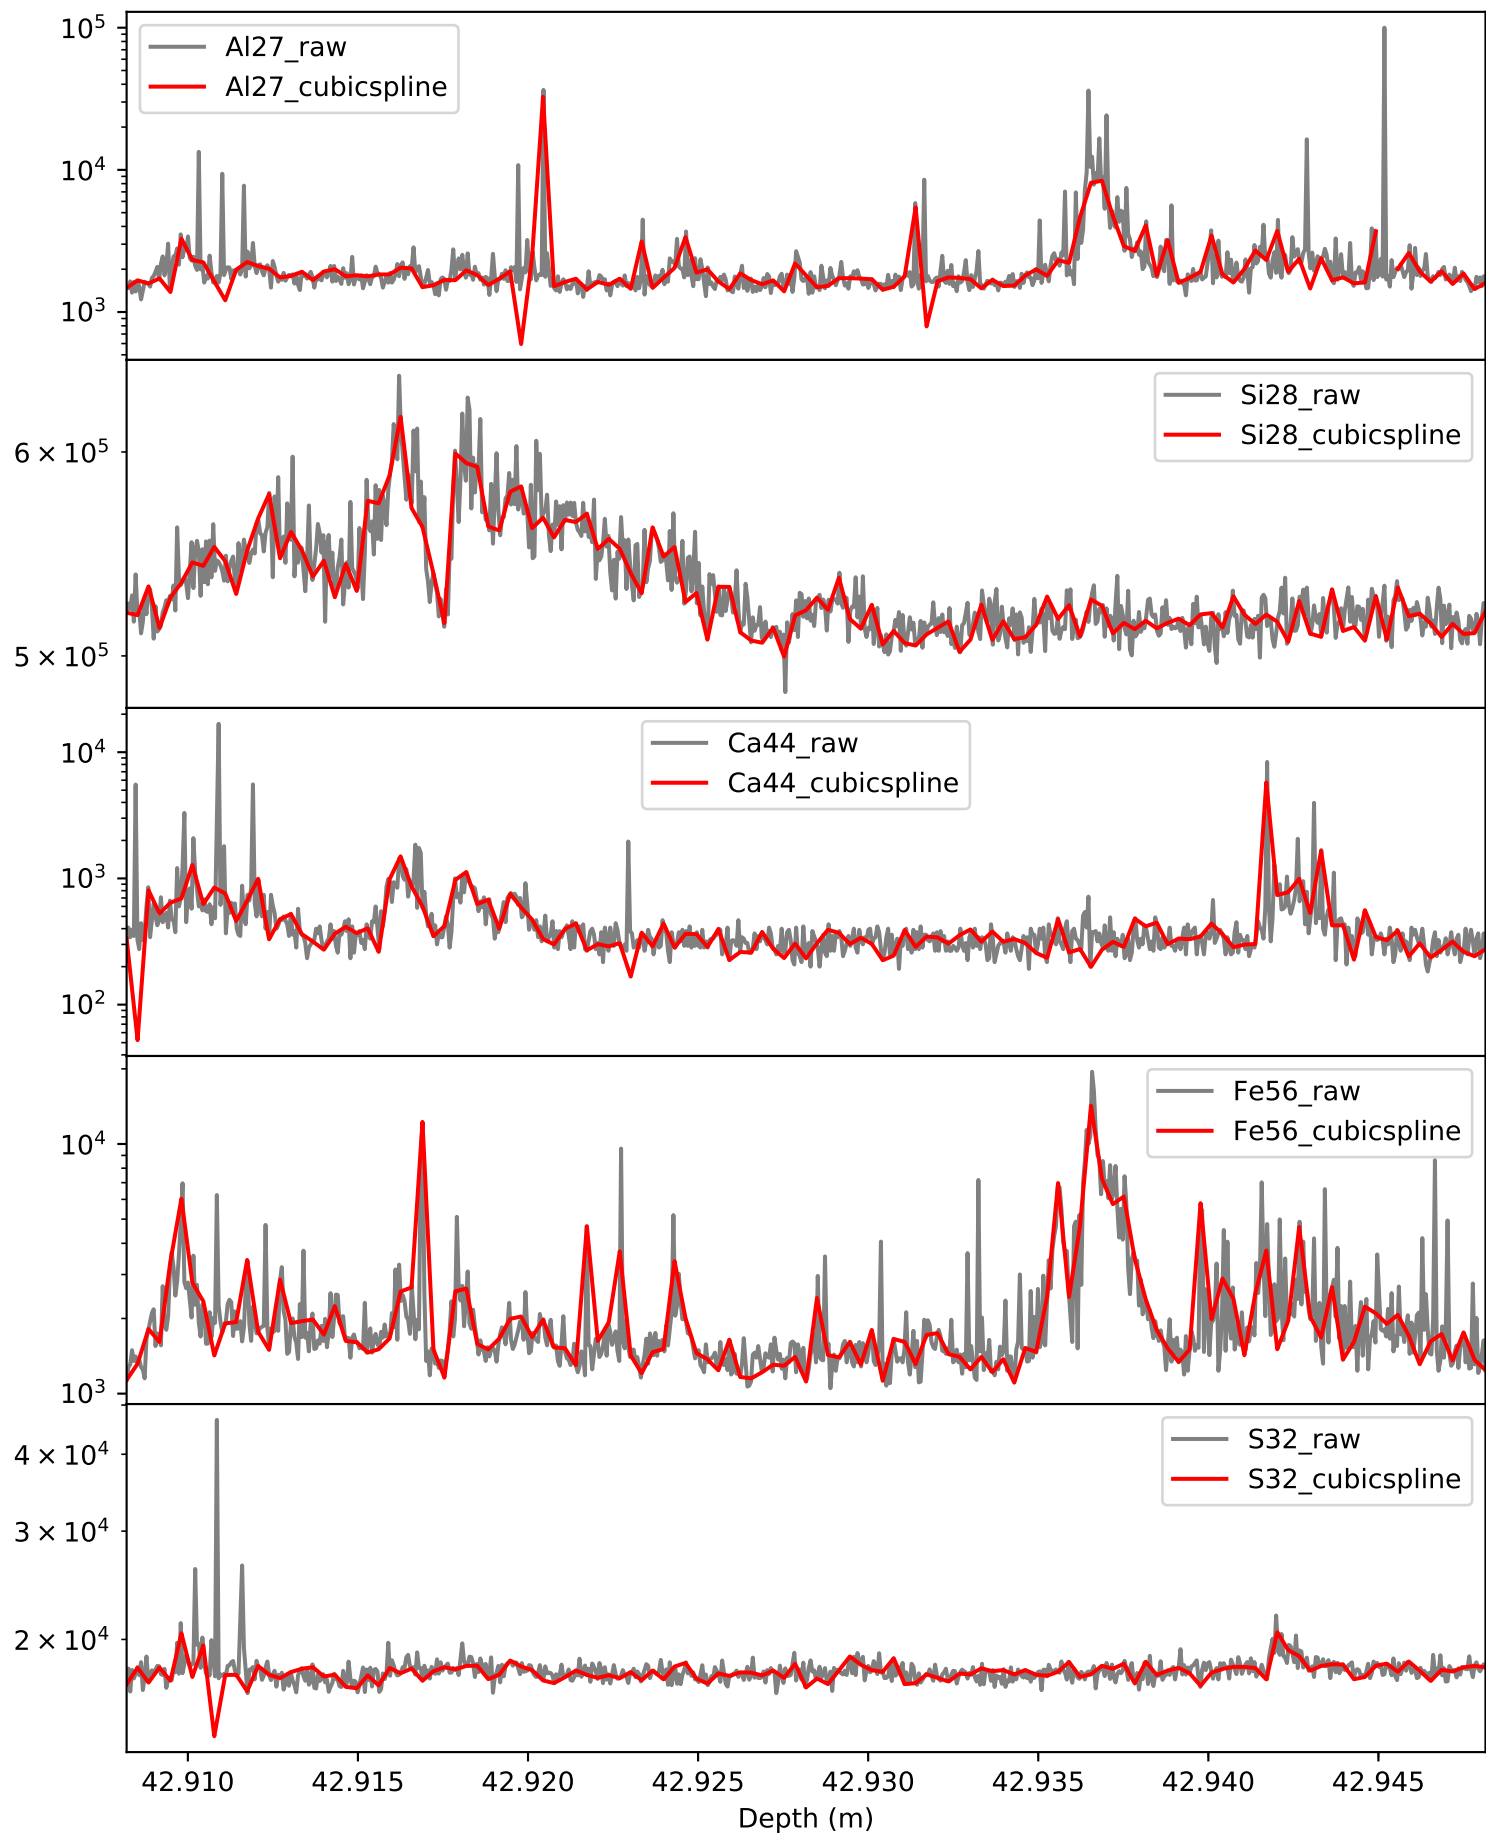 10^5
Al27_raw
Al27_cubicspline
10^4
10^3
Si28_raw
Si28_cubicspline
6 × 10^5
5 × 10^5
Ca44_raw
Ca44_cubicspline
10^4
10^3
10^2
Fe56_raw
Fe56_cubicspline
10^4
10^3
S32_raw
S32_cubicspline
4 × 10^4
3 × 10^4
2 × 10^4
42.910 42.915 42.920 42.925 42.930 42.935 42.940 42.945
Depth (m)